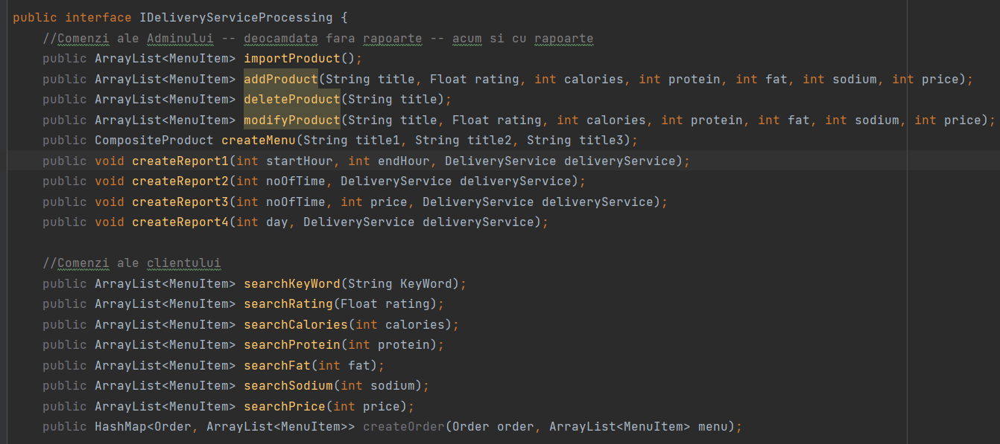 public interface IDeliveryServiceProcessing {
    //Comenzi ale Adminului -- deocamdata fara rapoarte -- acum si cu rapoarte
    public ArrayList<MenuItem> importProduct();
    public ArrayList<MenuItem> addProduct(String title, Float rating, int calories, int protein, int fat, int sodium, int price);
    public ArrayList<MenuItem> deleteProduct(String title);
    public ArrayList<MenuItem> modifyProduct(String title, Float rating, int calories, int protein, int fat, int sodium, int price);
    public CompositeProduct createMenu(String title1, String title2, String title3);
    public void createReport1(int startHour, int endHour, DeliveryService deliveryService);
    public void createReport2(int noOfTime, DeliveryService deliveryService);
    public void createReport3(int noOfTime, int price, DeliveryService deliveryService);
    public void createReport4(int day, DeliveryService deliveryService);

    //Comenzi ale clientului
    public ArrayList<MenuItem> searchKeyWord(String KeyWord);
    public ArrayList<MenuItem> searchRating(Float rating);
    public ArrayList<MenuItem> searchCalories(int calories);
    public ArrayList<MenuItem> searchProtein(int protein);
    public ArrayList<MenuItem> searchFat(int fat);
    public ArrayList<MenuItem> searchSodium(int sodium);
    public ArrayList<MenuItem> searchPrice(int price);
    public HashMap<Order, ArrayList<MenuItem>> createOrder(Order order, ArrayList<MenuItem> menu);